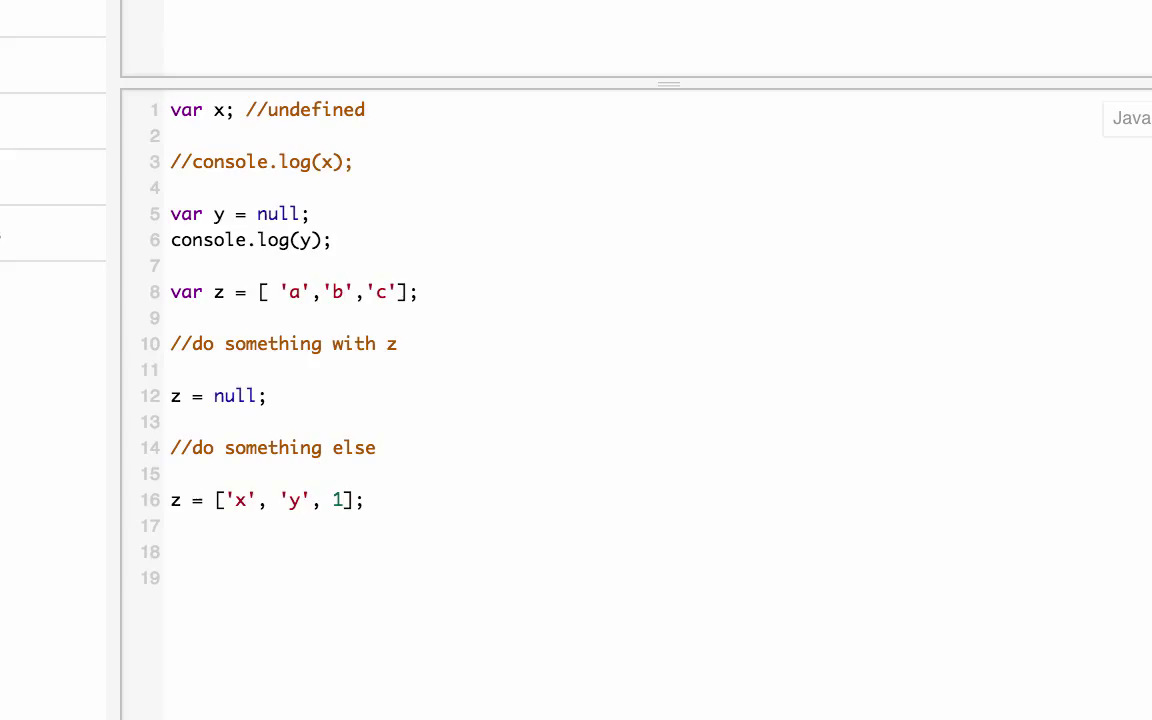 Java
1 var x; //undefined
2
3 //console.log(x);
4
5 var y = null;
6 console.log(y);
7
8 var z = [ 'a','b','c'];
9
10 //do something with z
11
12 z = null;
13
14 //do something else
15
16 z = ['x', 'y', 1];
17
18
19